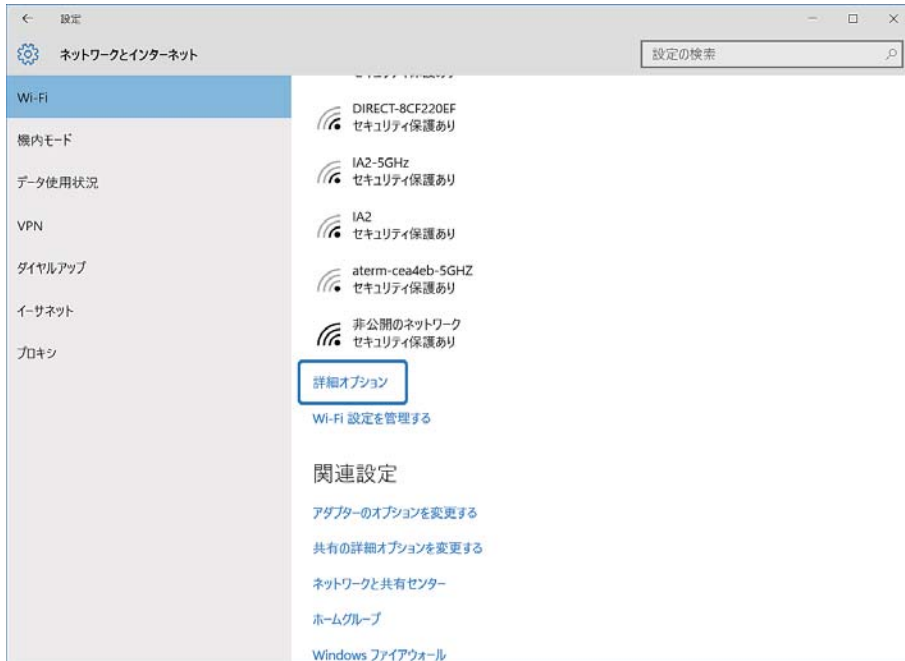 設定
ネットワークとインターネット
設定の検索
Wi-Fi
機内モード
データ使用状況
VPN
ダイヤルアップ
イーサネット
プロキシ
DIRECT-8CF220EF
セキュリティ保護あり
IA2-5GHz
セキュリティ保護あり
IA2
セキュリティ保護あり
aterm-cea4eb-5GHZ
セキュリティ保護あり
非公開のネットワーク
セキュリティ保護あり
詳細オプション
Wi-Fi 設定を管理する
関連設定
アダプターのオプションを変更する
共有の詳細オプションを変更する
ネットワークと共有センター
ホームグループ
Windows ファイアウォール